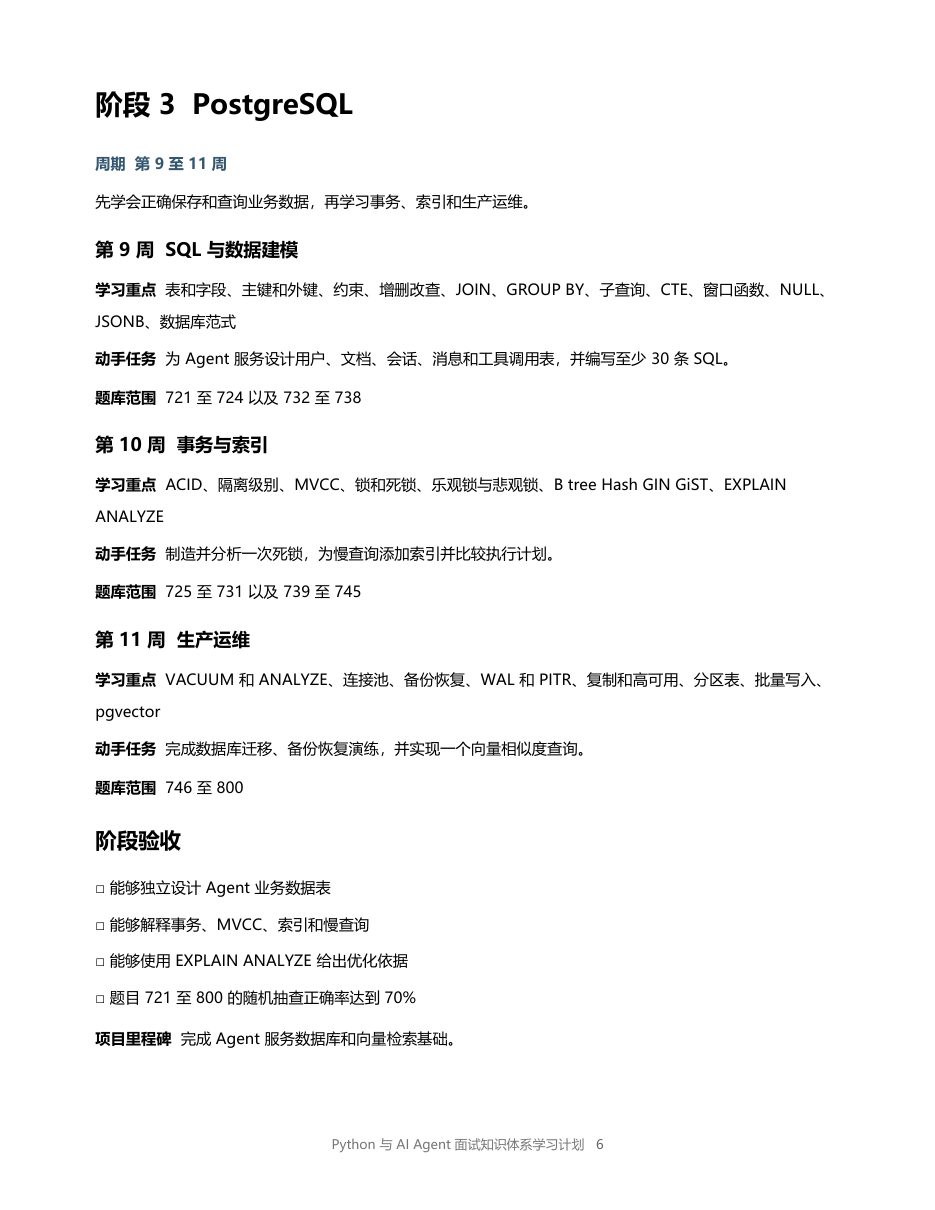 阶段 3 PostgreSQL
周期 第 9 至 11 周
先学会正确保存和查询业务数据，再学习事务、索引和生产运维。
第 9 周 SQL 与数据建模
学习重点 表和字段、主键和外键、约束、增删改查、JOIN、GROUP BY、子查询、CTE、窗口函数、NULL、
JSONB、数据库范式
动手任务 为 Agent 服务设计用户、文档、会话、消息和工具调用表，并编写至少 30 条 SQL。
题库范围 721 至 724 以及 732 至 738
第 10 周 事务与索引
学习重点 ACID、隔离级别、MVCC、锁和死锁、乐观锁与悲观锁、B tree Hash GIN GiST、EXPLAIN
ANALYZE
动手任务 制造并分析一次死锁，为慢查询添加索引并比较执行计划。
题库范围 725 至 731 以及 739 至 745
第 11 周 生产运维
学习重点 VACUUM 和 ANALYZE、连接池、备份恢复、WAL 和 PITR、复制和高可用、分区表、批量写入、
pgvector
动手任务 完成数据库迁移、备份恢复演练，并实现一个向量相似度查询。
题库范围 746 至 800
阶段验收
□ 能够独立设计 Agent 业务数据表
□ 能够解释事务、MVCC、索引和慢查询
□ 能够使用 EXPLAIN ANALYZE 给出优化依据
□ 题目 721 至 800 的随机抽查正确率达到 70%
项目里程碑 完成 Agent 服务数据库和向量检索基础。
Python 与 AI Agent 面试知识体系学习计划 6